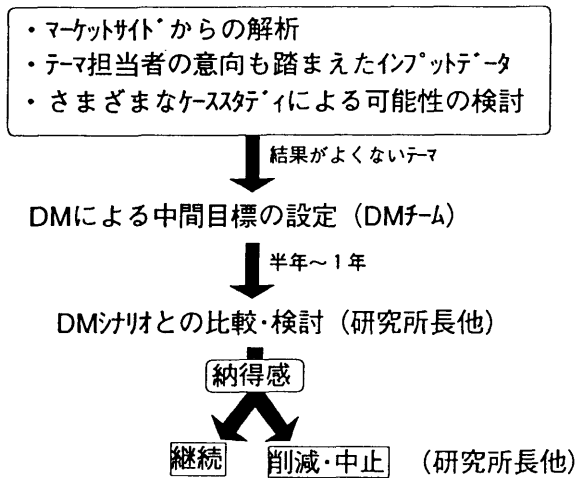 ・マーケットサイドからの解析
・テーマ担当者の意向も踏まえたインプットデータ
・さまざまなケーススタディによる可能性の検討
結果がよくないテーマ
DMによる中間目標の設定（DMチーム）
半年～1年
DMシナリオとの比較･検討（研究所長他）
納得感
継続 削減･中止 （研究所長他）